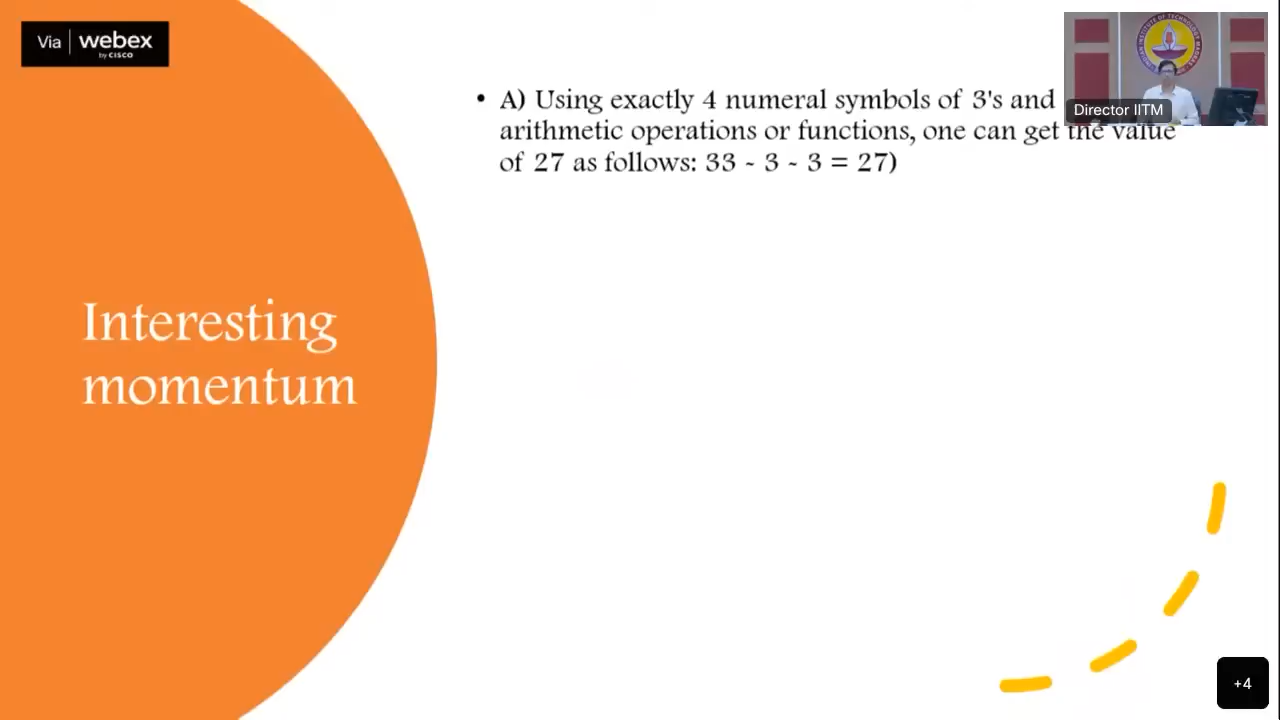 Via | webex
by CISCO
• A) Using exactly 4 numeral symbols of 3's and
arithmetic operations or functions, one can get the value
of 27 as follows: 33 - 3 - 3 = 27)
Director IITM
Interesting
momentum
+4